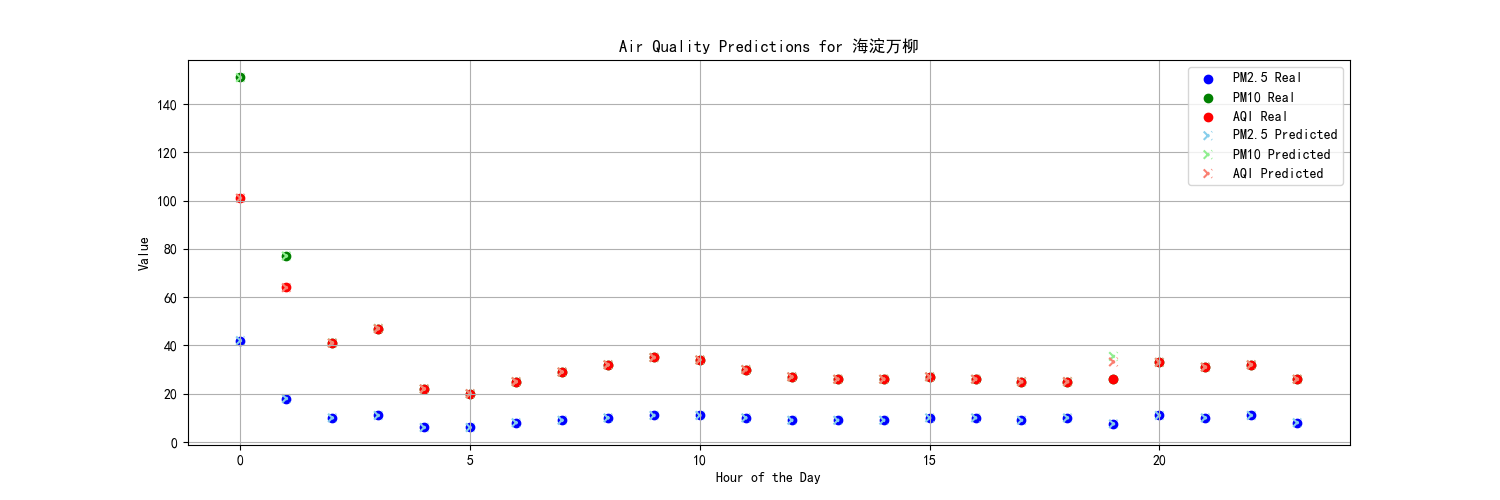 Air Quality Predictions for 海淀万柳
PM2.5 Real
PM10 Real
AQI Real
PM2.5 Predicted
PM10 Predicted
AQI Predicted
Value
140
120
100
80
60
40
20
0
0 5 10 15 20
Hour of the Day